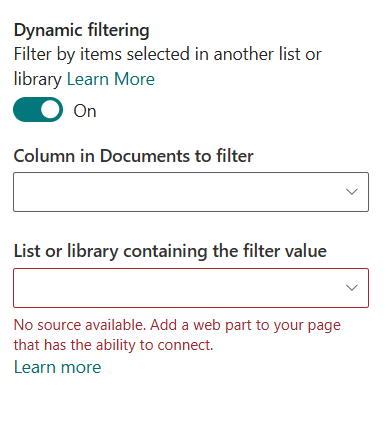 Dynamic filtering
Filter by items selected in another list or
library Learn More
On
Column in Documents to filter
List or library containing the filter value
No source available. Add a web part to your page
that has the ability to connect.
Learn more